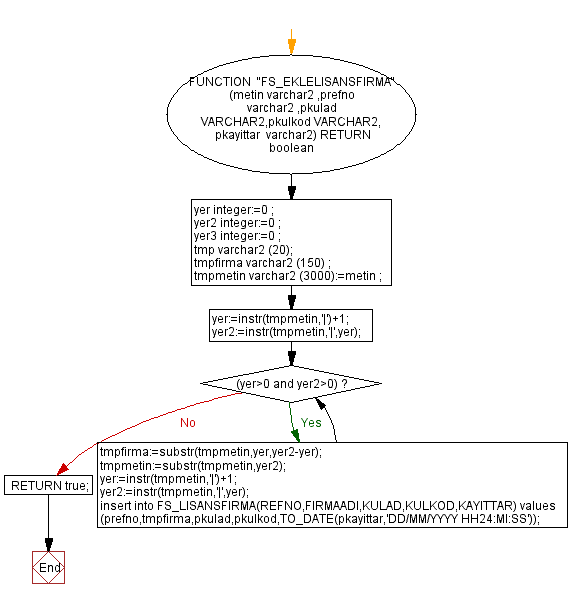 FUNCTION "FS_EKLELISANSFIRMA"
(metin varchar2 ,prefno
varchar2 ,pkulad
VARCHAR2,pkulkod VARCHAR2,
pkayittar  varchar2) RETURN
boolean
yer integer:=0 ;
yer2 integer:=0 ;
yer3 integer:=0 ;
tmp varchar2 (20);
tmpfirma varchar2 (150) ;
tmpmetin varchar2 (3000):=metin ;
yer:=instr(tmpmetin,'|')+1;
yer2:=instr(tmpmetin,'|',yer);
(yer>0 and yer2>0) ?
No
Yes
tmpfirma:=substr(tmpmetin,yer,yer2-yer);
tmpmetin:=substr(tmpmetin,yer2);
yer:=instr(tmpmetin,'|')+1;
yer2:=instr(tmpmetin,'|',yer);
insert into FS_LISANSFIRMA(REFNO,FIRMAADI,KULAD,KULKOD,KAYITTAR) values
(prefno,tmpfirma,pkulad,pkulkod,TO_DATE(pkayittar,'DD/MM/YYYY HH24:MI:SS'));
RETURN true;
End